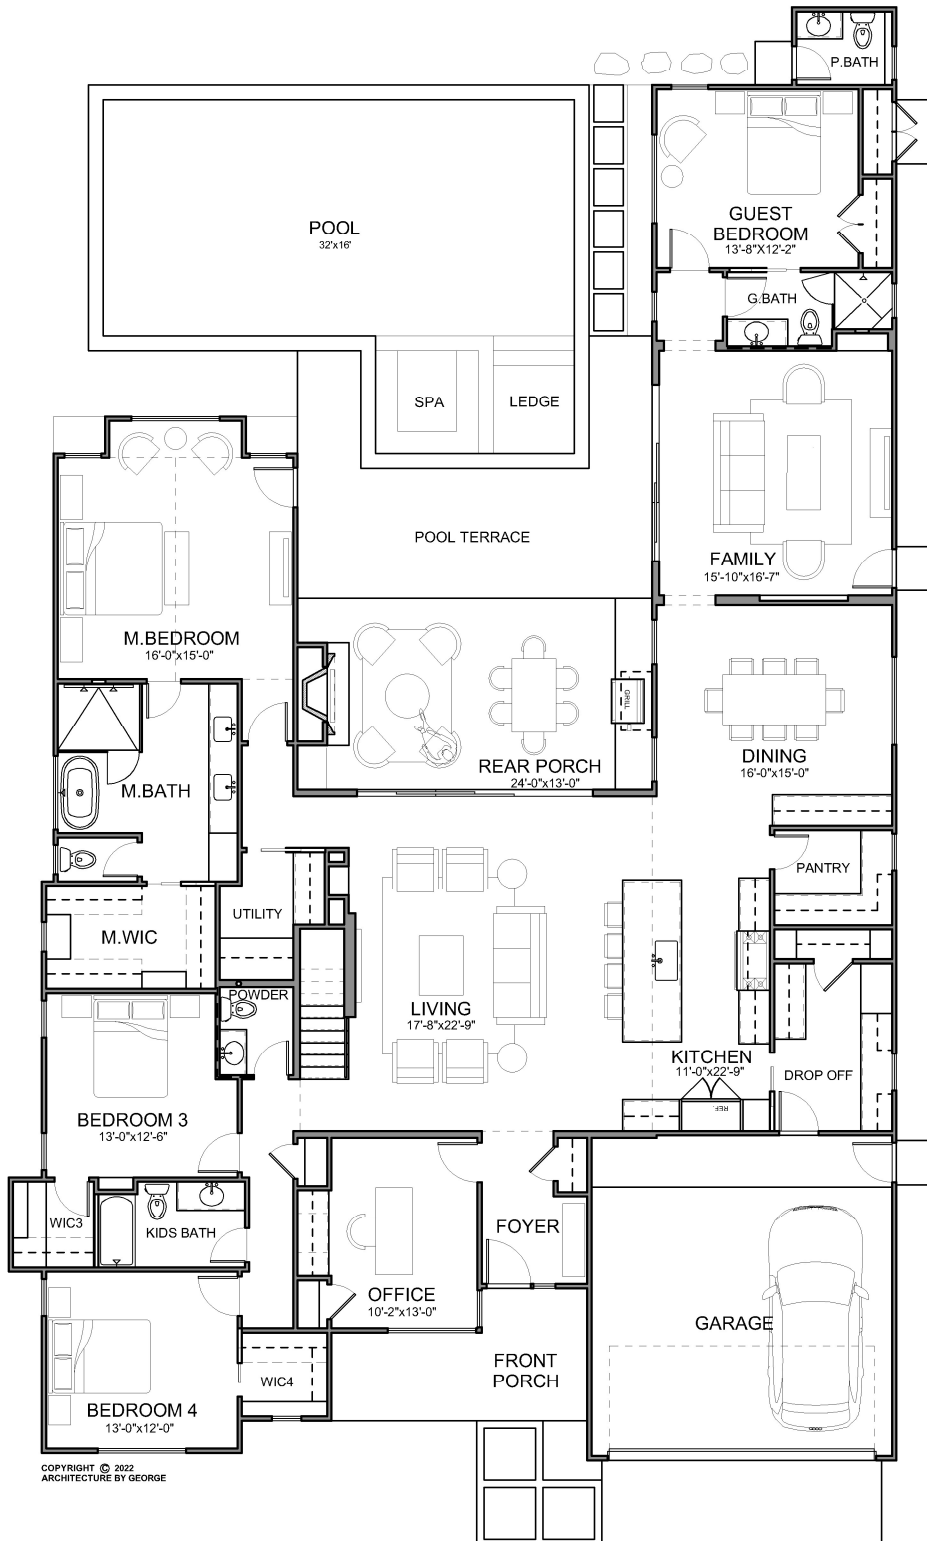 P.BATH
POOL
32'x16'
GUEST
BEDROOM
13'-8"X12'-2"
G.BATH
SPA
LEDGE
POOL TERRACE
FAMILY
15'-10"x16'-7"
M.BEDROOM
16'-0"x15'-0"
GRILL
REAR PORCH
24'-0"x13'-0"
DINING
16'-0"x15'-0"
M.BATH
PANTRY
UTILITY
M.WIC
POWDER
LIVING
17'-8"x22'-9"
KITCHEN
11'-0"x22'-9"
DROP OFF
REF.
BEDROOM 3
13'-0"x12'-6"
WIC3
KIDS BATH
FOYER
OFFICE
10'-2"x13'-0"
GARAGE
FRONT
PORCH
WIC4
BEDROOM 4
13'-0"x12'-0"
COPYRIGHT © 2022
ARCHITECTURE BY GEORGE